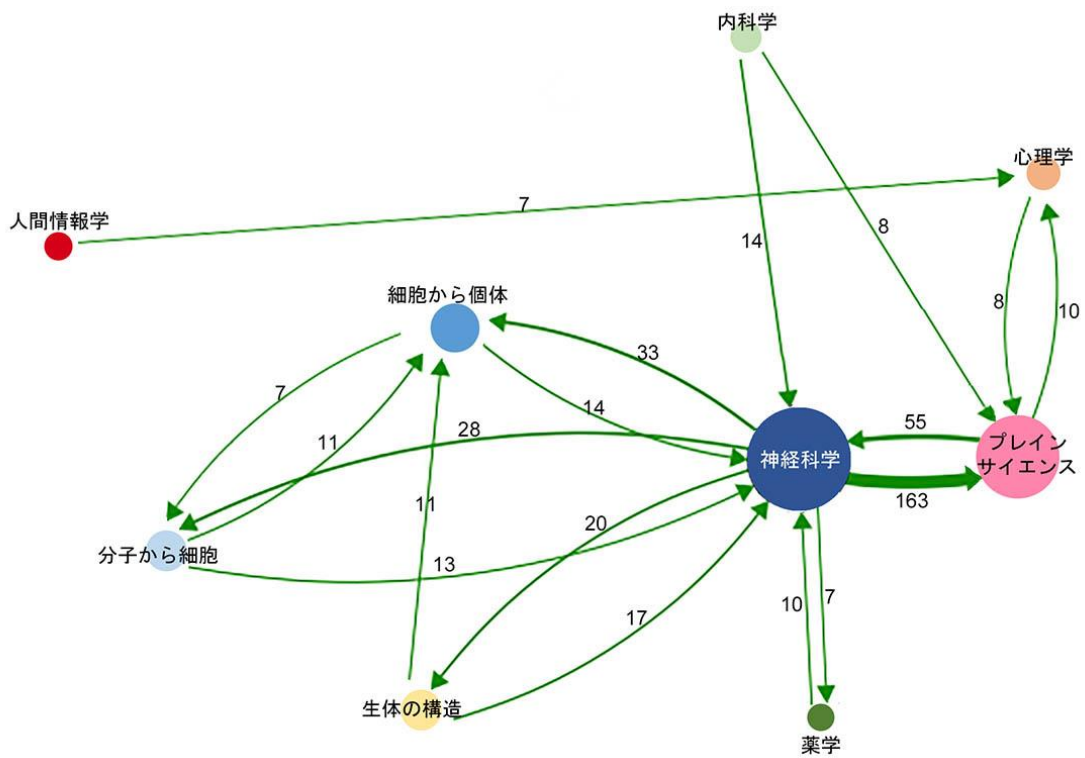 内科学
心理学
人間情報学
7
8
14
細胞から個体
8
10
33
7
14
28
55
11
神経科学
プレイン
サイエンス
163
11
20
分子から細胞
13
10
7
17
生体の構造
薬学